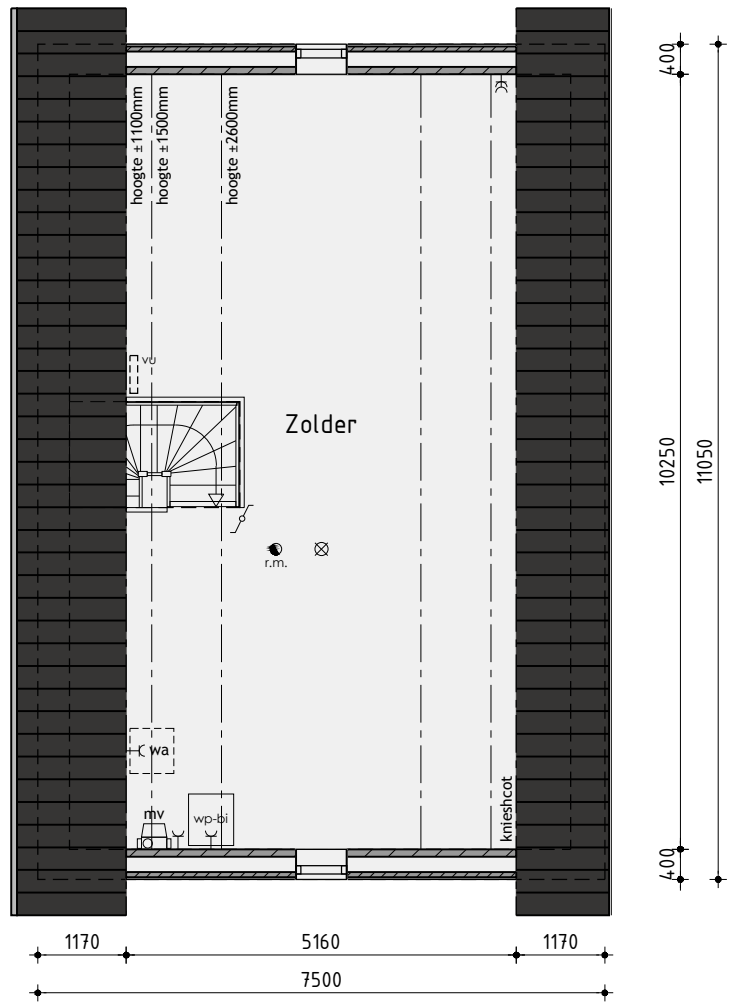 400
hoogte ±1100mm
hoogte ±1500mm
hoogte ±2600mm
vu
Zolder
10250
11050
r.m.
wa
mv
wp-bi
knieshcot
400
1170
5160
1170
7500